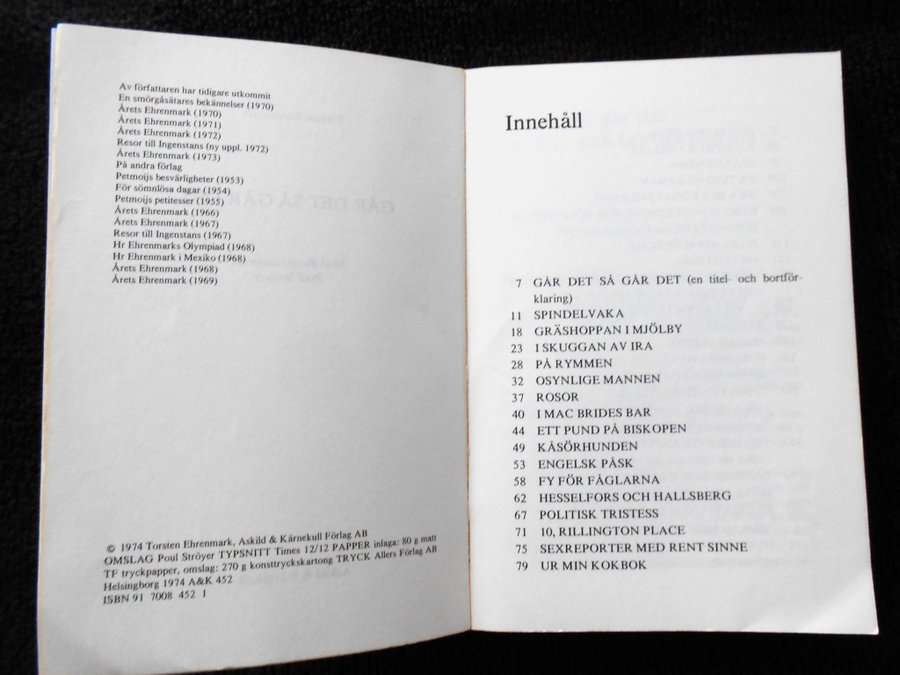 Av författaren har tidigare utkommit
En smörgåsätares bekännelser (1970)
Årets Ehrenmark (1970)
Årets Ehrenmark (1971)
Årets Ehrenmark (1972)
Resor till Ingenstans (ny uppl. 1972)
Årets Ehrenmark (1973)
På andra förlag
Petmoijs besvärligheter (1953)
För sömnlösa dagar (1954)
Petmoijs petitesser (1955)
Årets Ehrenmark (1966)
Årets Ehrenmark (1967)
Resor till Ingenstans (1967)
Hr Ehrenmarks Olympiad (1968)
Hr Ehrenmark i Mexiko (1968)
Årets Ehrenmark (1968)
Årets Ehrenmark (1969)
© 1974 Torsten Ehrenmark, Askild & Kärnekull Förlag AB
OMSLAG Poul Ströyer TYPSNITT Times 12/12 PAPPER inlaga: 80 g matt
TF tryckpapper, omslag: 270 g konsttryckskartong TRYCK Allers Förlag AB
Helsingborg 1974 A&K 452
ISBN 91 7008 452 1
Innehåll
7 GÅR DET SÅ GÅR DET (en titel- och bortför-
klaring)
11 SPINDELVAKA
18 GRÄSHOPPAN I MJÖLBY
23 I SKUGGAN AV IRA
28 PÅ RYMMEN
32 OSYNLIGE MANNEN
37 ROSOR
40 I MAC BRIDES BAR
44 ETT PUND PÅ BISKOPEN
49 KÅSÖRHUNDEN
53 ENGELSK PÅSK
58 FY FÖR FÅGLARNA
62 HESSELFORS OCH HALLSBERG
67 POLITISK TRISTESS
71 10, RILLINGTON PLACE
75 SEXREPORTER MED RENT SINNE
79 UR MIN KOKBOK